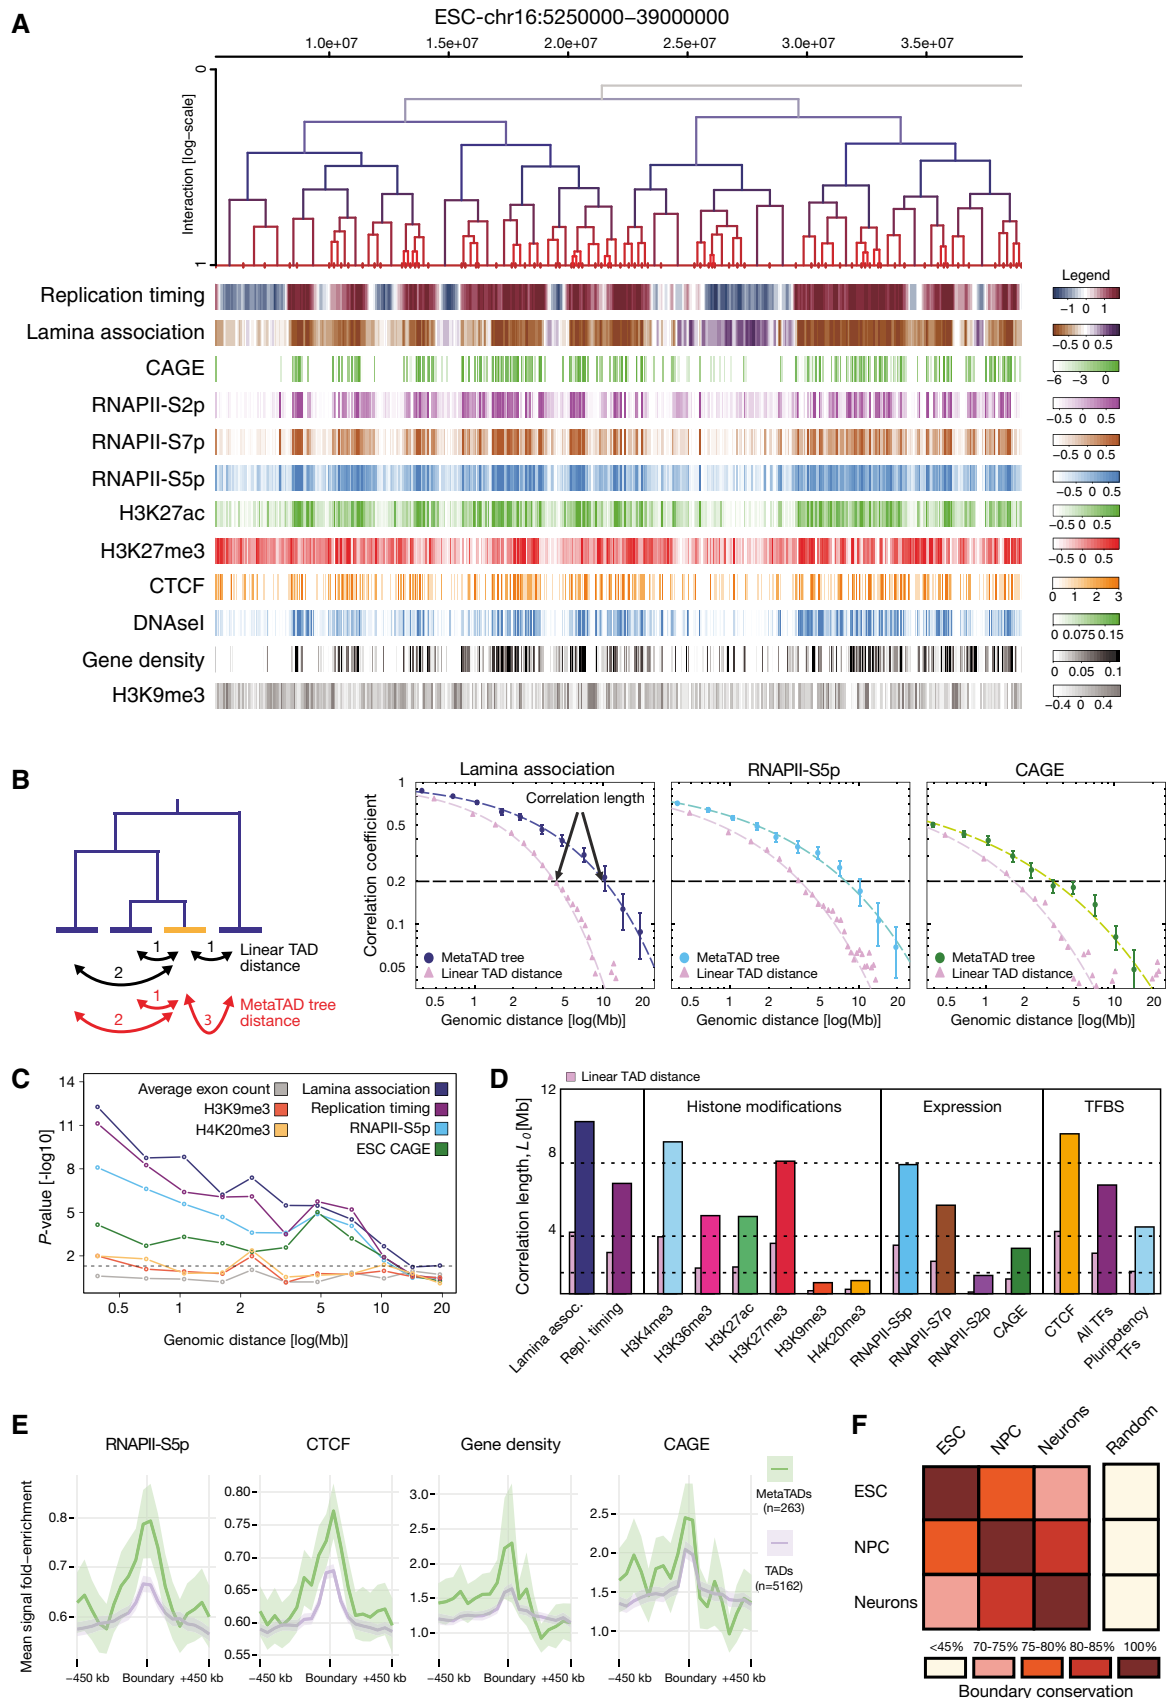 A
ESC-chr16:5250000−39000000
1.0e+07 1.5e+07 2.0e+07 2.5e+07 3.0e+07 3.5e+07
Interaction [log−scale]
0
1
Legend
Replication timing
−1 0 1
Lamina association
−0.5 0 0.5
CAGE
−6 −3 0
RNAPII-S2p
−0.5 0 0.5
RNAPII-S7p
−0.5 0 0.5
RNAPII-S5p
−0.5 0 0.5
H3K27ac
−0.5 0 0.5
H3K27me3
−0.5 0 0.5
CTCF
0 1 2 3
DNAseI
0 0.075 0.15
Gene density
0 0.05 0.1
H3K9me3
−0.4 0 0.4
B
1 1
2
Linear TAD
distance
1
2
3
MetaTAD tree
distance
Lamina association
RNAPII-S5p
CAGE
Correlation coefficient
1
0.5
0.2
0.1
0.05
Correlation length
MetaTAD tree
Linear TAD distance
MetaTAD tree
Linear TAD distance
MetaTAD tree
Linear TAD distance
0.5 1 2 5 10 20
0.5 1 2 5 10 20
0.5 1 2 5 10 20
Genomic distance [log(Mb)]
Genomic distance [log(Mb)]
Genomic distance [log(Mb)]
C
P-value [-log10]
14
11
8
5
2
Average exon count
H3K9me3
H4K20me3
Lamina association
Replication timing
RNAPII-S5p
ESC CAGE
0.5 1 2 5 10 20
Genomic distance [log(Mb)]
D
Linear TAD distance
Correlation length, L0 [Mb]
12
8
4
0
Histone modifications
Expression
TFBS
Lamina assoc.
Repl. timing
H3K4me3
H3K36me3
H3K27ac
H3K27me3
H3K9me3
H4K20me3
RNAPII-S5p
RNAPII-S7p
RNAPII-S2p
CAGE
CTCF
All TFs
Pluripotency
TFs
E
Mean signal fold−enrichment
RNAPII-S5p
0.8
0.7
0.6
−450 kb Boundary +450 kb
CTCF
0.80
0.75
0.70
0.65
0.60
0.55
−450 kb Boundary +450 kb
Gene density
3.0
2.5
2.0
1.5
1.0
−450 kb Boundary +450 kb
CAGE
2.5
2.0
1.5
1.0
−450 kb Boundary +450 kb
MetaTADs
(n=263)
TADs
(n=5162)
F
ESC
NPC
Neurons
Random
ESC
NPC
Neurons
<45% 70-75% 75-80% 80-85% 100%
Boundary conservation